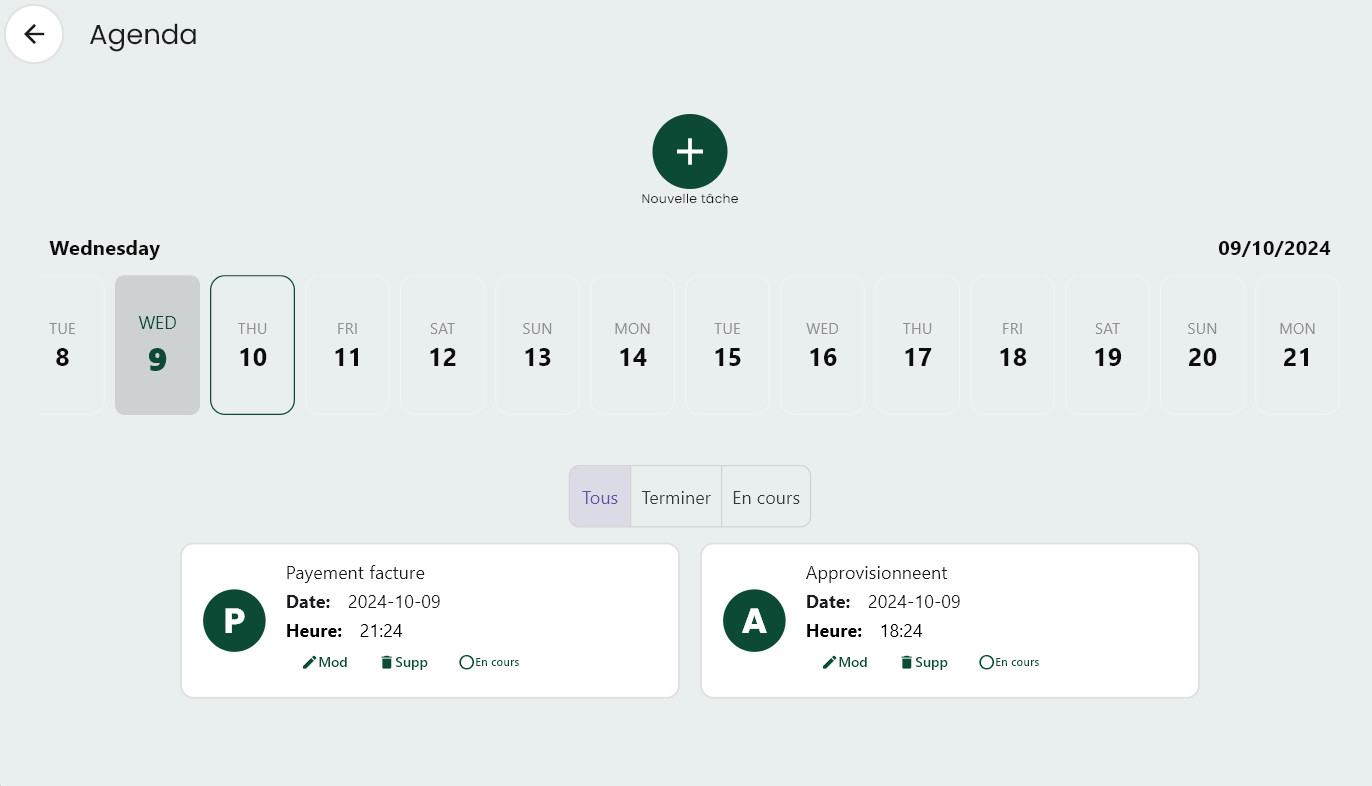 Agenda
Nouvelle tâche
Wednesday 09/10/2024
TUE WED THU FRI SAT SUN MON TUE WED THU FRI SAT SUN MON
8 9 10 11 12 13 14 15 16 17 18 19 20 21
Tous Terminer En cours
P
Payement facture
Date: 2024-10-09
Heure: 21:24
Mod Supp En cours
A
Approvisionneent
Date: 2024-10-09
Heure: 18:24
Mod Supp En cours